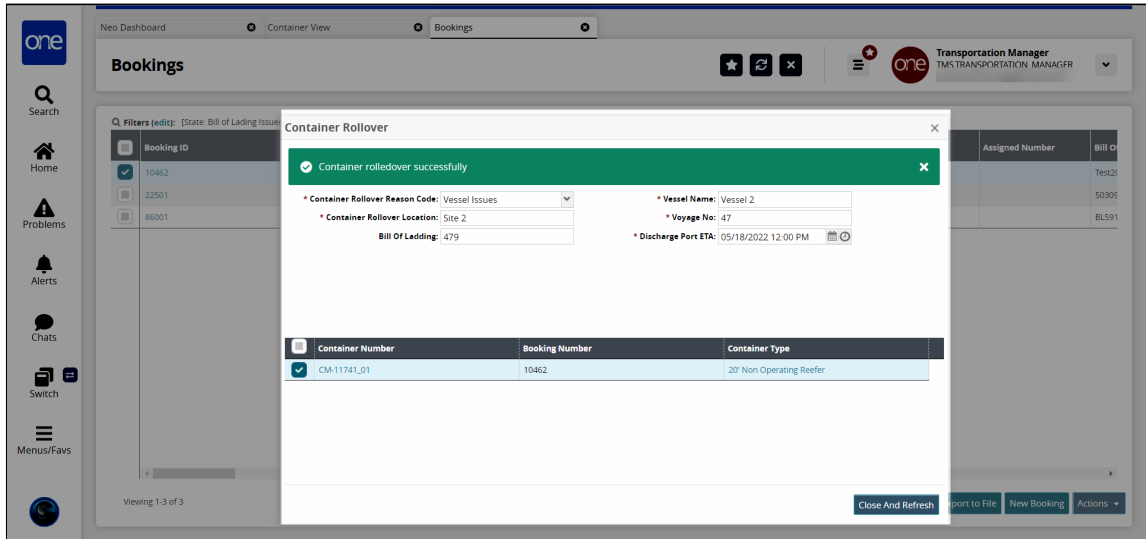 one
Search
Home
Problems
Alerts
Chats
Switch
Menus/Favs
Neo Dashboard
Container View
Bookings
Bookings
one
Transportation Manager
TMS TRANSPORTATION_MANAGER
Filters (edit): [State: Bill of Lading Issue
Booking ID
Assigned Number
Bill O
10462
Test20
22501
50309
86001
BL591
Container Rollover
Container rolledover successfully
* Container Rollover Reason Code: Vessel Issues
* Vessel Name: Vessel 2
* Container Rollover Location: Site 2
* Voyage No: 47
Bill Of Ladding: 479
* Discharge Port ETA: 05/18/2022 12:00 PM
Container Number Booking Number Container Type
CM-11741_01 10462 20' Non Operating Reefer
Close And Refresh
Viewing 1-3 of 3
port to File
New Booking
Actions